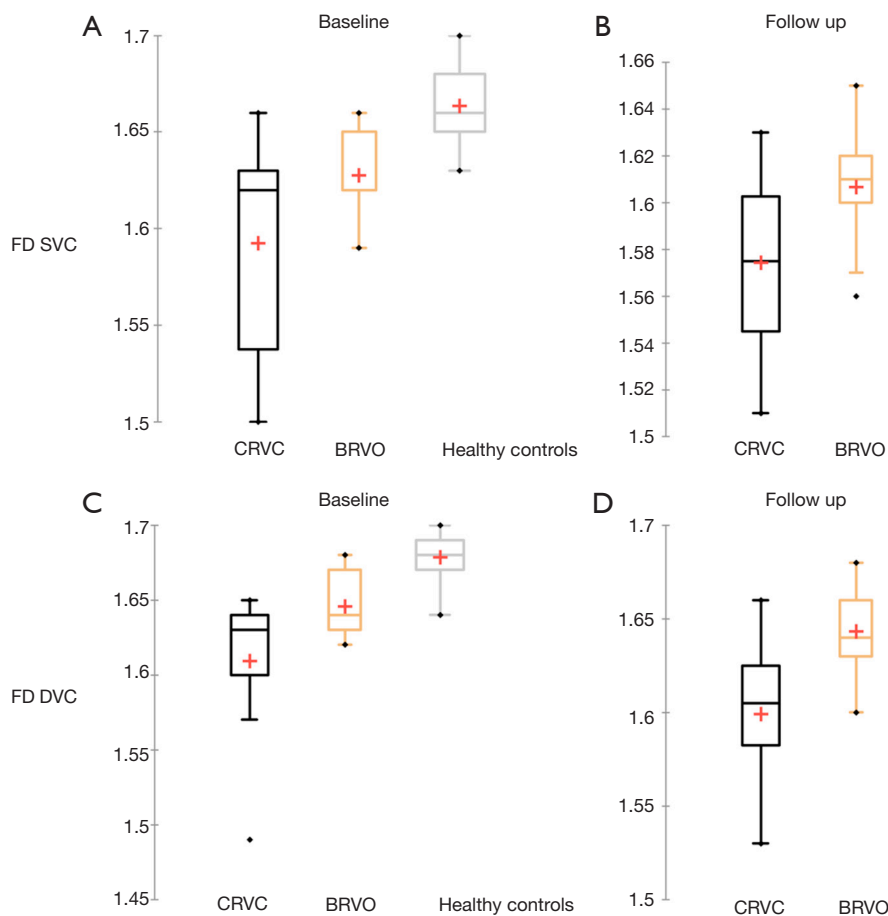 A
Baseline
B
Follow up
FD SVC
1.7
1.65
1.6
1.55
1.5
CRVC
BRVO
Healthy controls
1.66
1.64
1.62
1.6
1.58
1.56
1.54
1.52
1.5
CRVC
BRVO
C
Baseline
D
Follow up
FD DVC
1.7
1.65
1.6
1.55
1.5
1.45
CRVC
BRVO
Healthy controls
1.7
1.65
1.6
1.55
1.5
CRVC
BRVO